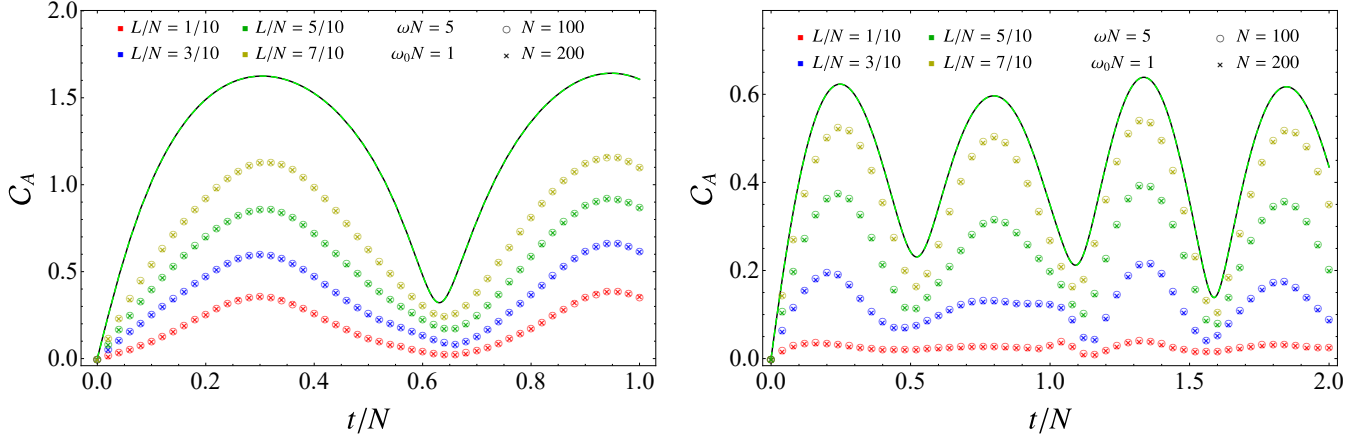 2.0
1.5
1.0
0.5
0.0
C_A
L/N = 1/10 L/N = 5/10 ωN = 5 N = 100
L/N = 3/10 L/N = 7/10 ω₀N = 1 N = 200
0.0 0.2 0.4 0.6 0.8 1.0
t/N
0.6
0.4
0.2
0.0
C_A
L/N = 1/10 L/N = 5/10 ωN = 5 N = 100
L/N = 3/10 L/N = 7/10 ω₀N = 1 N = 200
0.0 0.5 1.0 1.5 2.0
t/N